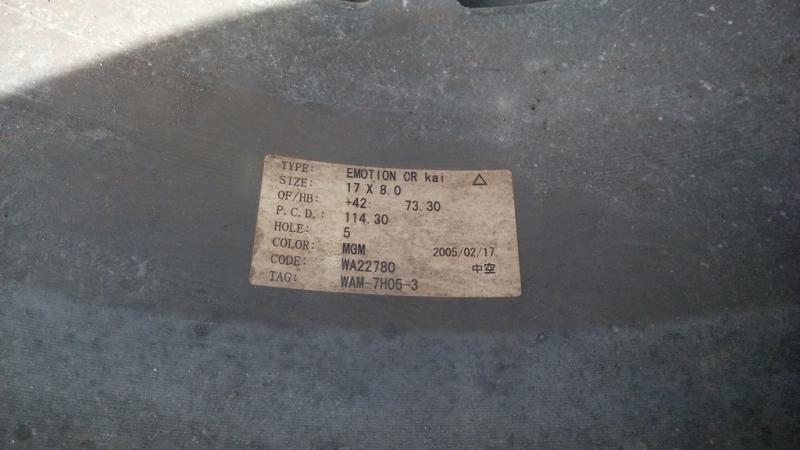 TYPE: EMOTION CR kai △
SIZE: 17 X 8.0
OF/HB: +42 73.30
P.C.D.: 114.30
HOLE: 5
COLOR: MGM 2005/02/17
CODE: WA22780 中空
TAG: WAM-7H05-3